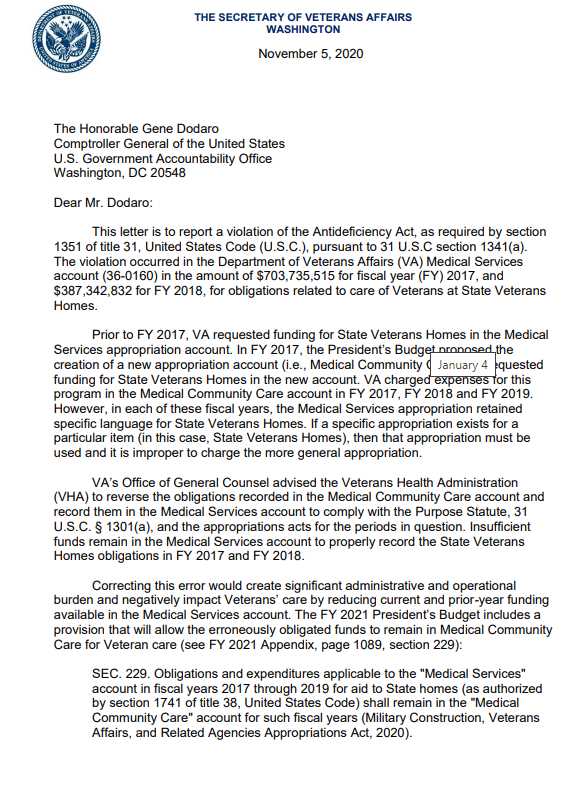 THE SECRETARY OF VETERANS AFFAIRS
WASHINGTON
November 5, 2020
The Honorable Gene Dodaro
Comptroller General of the United States
U.S. Government Accountability Office
Washington, DC 20548
Dear Mr. Dodaro:
This letter is to report a violation of the Antideficiency Act, as required by section
1351 of title 31, United States Code (U.S.C.), pursuant to 31 U.S.C section 1341(a).
The violation occurred in the Department of Veterans Affairs (VA) Medical Services
account (36-0160) in the amount of $703,735,515 for fiscal year (FY) 2017, and
$387,342,832 for FY 2018, for obligations related to care of Veterans at State Veterans
Homes.
Prior to FY 2017, VA requested funding for State Veterans Homes in the Medical
Services appropriation account. In FY 2017, the President's Budget proposed the
creation of a new appropriation account (i.e., Medical Community
January 4
funding for State Veterans Homes in the new account. VA charged expenses for this
program in the Medical Community Care account in FY 2017, FY 2018 and FY 2019.
However, in each of these fiscal years, the Medical Services appropriation retained
specific language for State Veterans Homes. If a specific appropriation exists for a
particular item (in this case, State Veterans Homes), then that appropriation must be
used and it is improper to charge the more general appropriation.
VA's Office of General Counsel advised the Veterans Health Administration
(VHA) to reverse the obligations recorded in the Medical Community Care account and
record them in the Medical Services account to comply with the Purpose Statute, 31
U.S.C. § 1301(a), and the appropriations acts for the periods in question. Insufficient
funds remain in the Medical Services account to properly record the State Veterans
Homes obligations in FY 2017 and FY 2018.
Correcting this error would create significant administrative and operational
burden and negatively impact Veterans' care by reducing current and prior-year funding
available in the Medical Services account. The FY 2021 President's Budget includes a
provision that will allow the erroneously obligated funds to remain in Medical Community
Care for Veteran care (see FY 2021 Appendix, page 1089, section 229):
SEC. 229. Obligations and expenditures applicable to the "Medical Services"
account in fiscal years 2017 through 2019 for aid to State homes (as authorized
by section 1741 of title 38, United States Code) shall remain in the "Medical
Community Care" account for such fiscal years (Military Construction, Veterans
Affairs, and Related Agencies Appropriations Act, 2020).